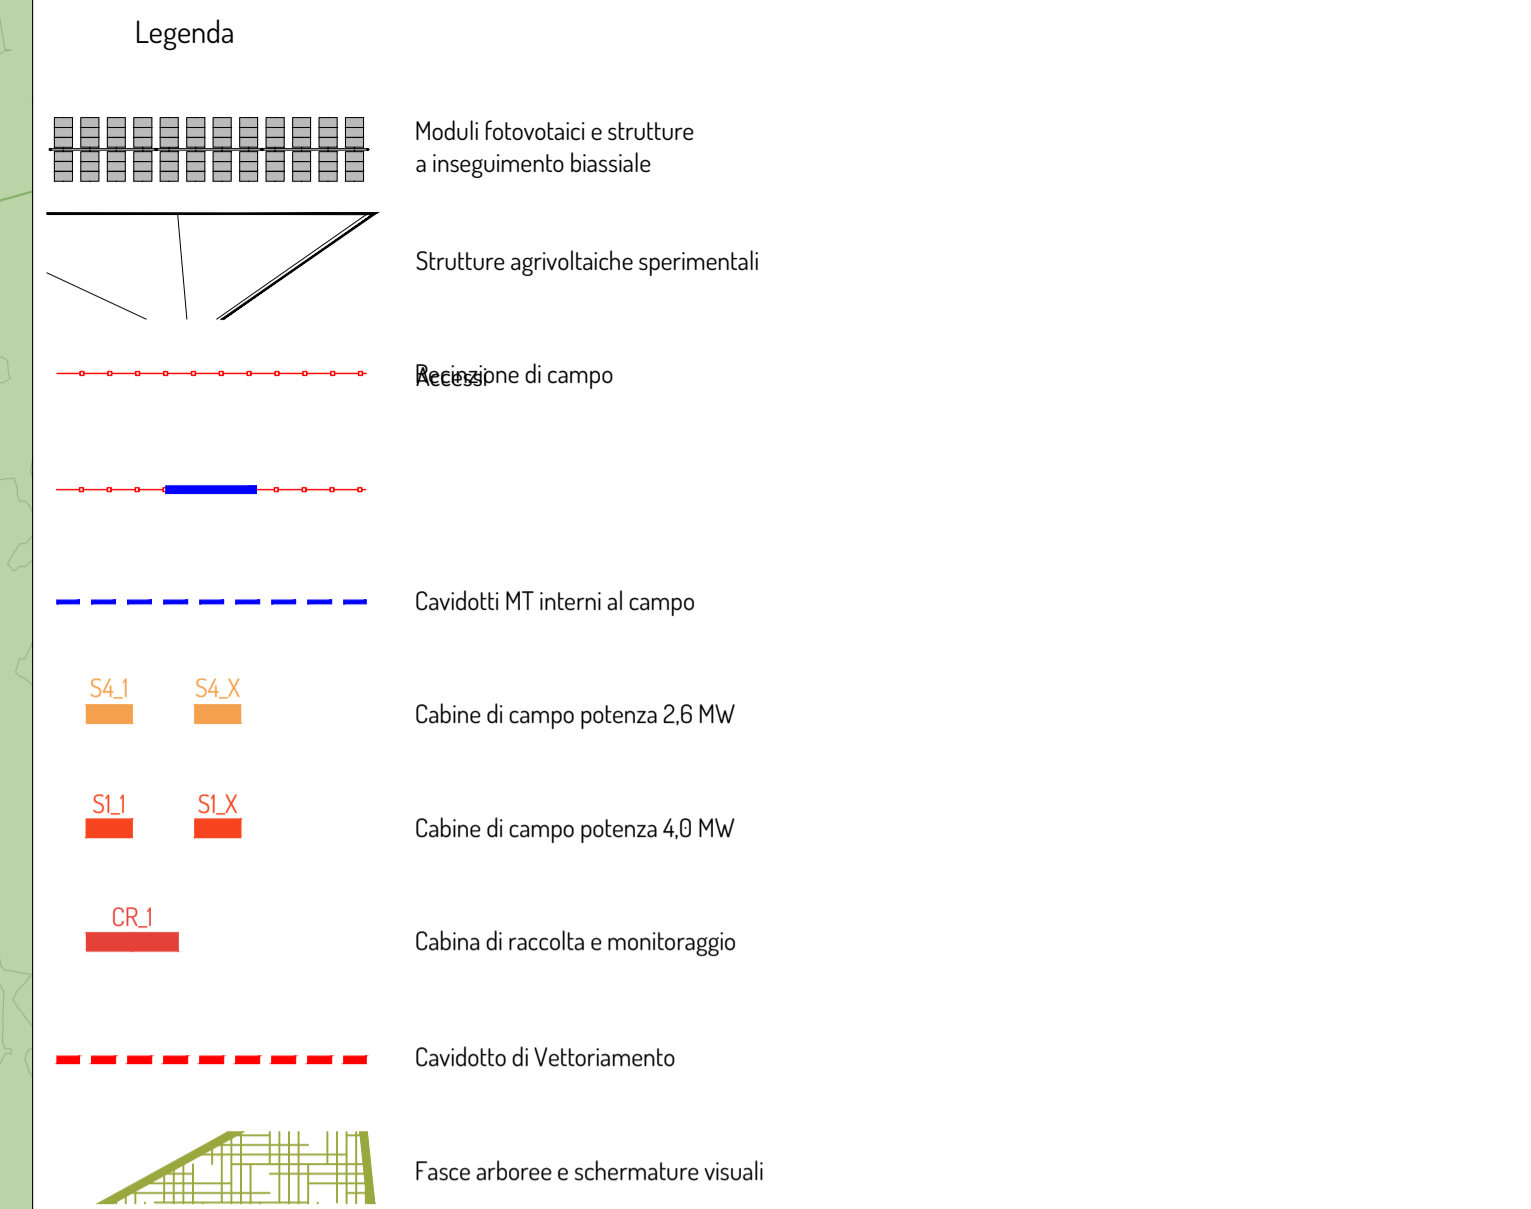 Legenda
Moduli fotovotaici e strutture
a inseguimento biassiale
Strutture agrivoltaiche sperimentali
Recinzione di campo
Accessi
Cavidotti MT interni al campo
S4_1 S4_X
Cabine di campo potenza 2,6 MW
S1_1 S1_X
Cabine di campo potenza 4,0 MW
CR_1
Cabina di raccolta e monitoraggio
Cavidotto di Vettoriamento
Fasce arboree e schermature visuali